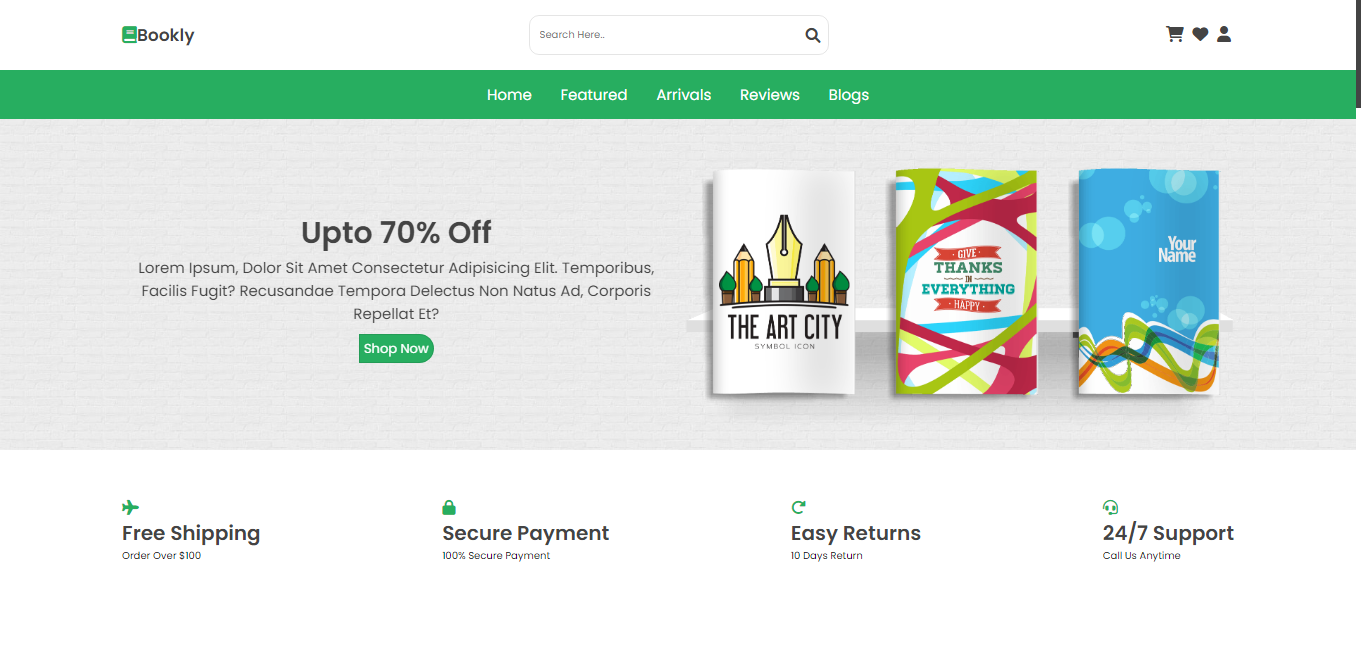 Bookly
Search Here..
Home Featured Arrivals Reviews Blogs
Upto 70% Off
Lorem Ipsum, Dolor Sit Amet Consectetur Adipisicing Elit. Temporibus,
Facilis Fugit? Recusandae Tempora Delectus Non Natus Ad, Corporis
Repellat Et?
Shop Now
THE ART CITY
SYMBOL ICON
GIVE
THANKS
IN
EVERYTHING
HAPPY
Your
Name
Free Shipping
Order Over $100
Secure Payment
100% Secure Payment
Easy Returns
10 Days Return
24/7 Support
Call Us Anytime